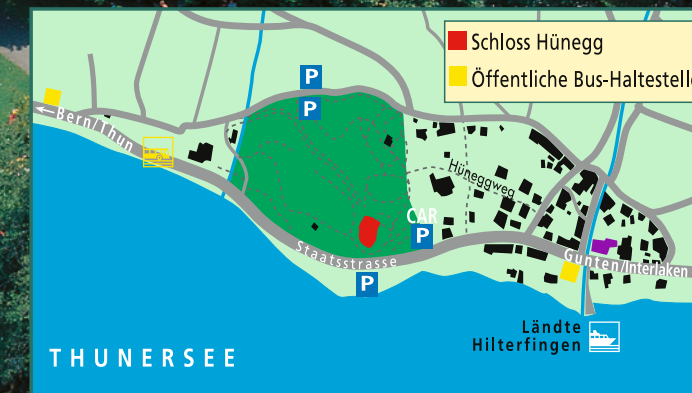 Schloss Hünegg
Öffentliche Bus-Haltestelle
P
P
←Bern/Thun
Hüneggweg
CAR
P
Staatsstrasse
Gunten/Interlaken
P
Ländte
Hilterfingen
THUNERSEE